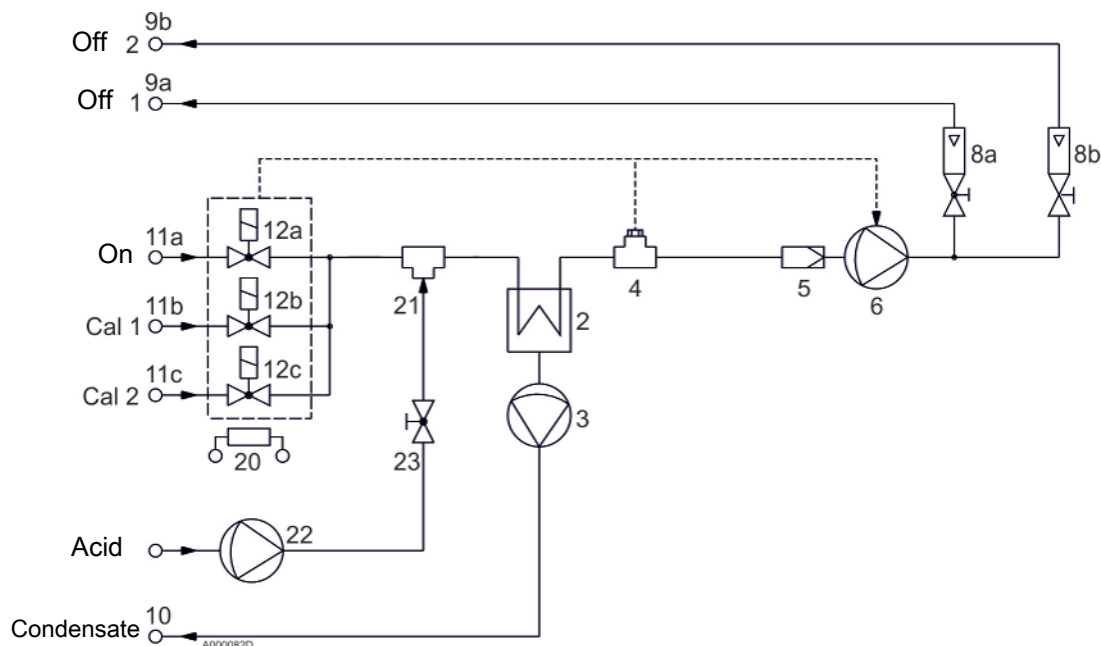 9b
Off 2
9a
Off 1
8a
8b
11a
12a
On
11b
12b
21
2
4
5
6
Cal 1
11c
12c
Cal 2
3
20
23
Acid
22
10
Condensate
A000082D